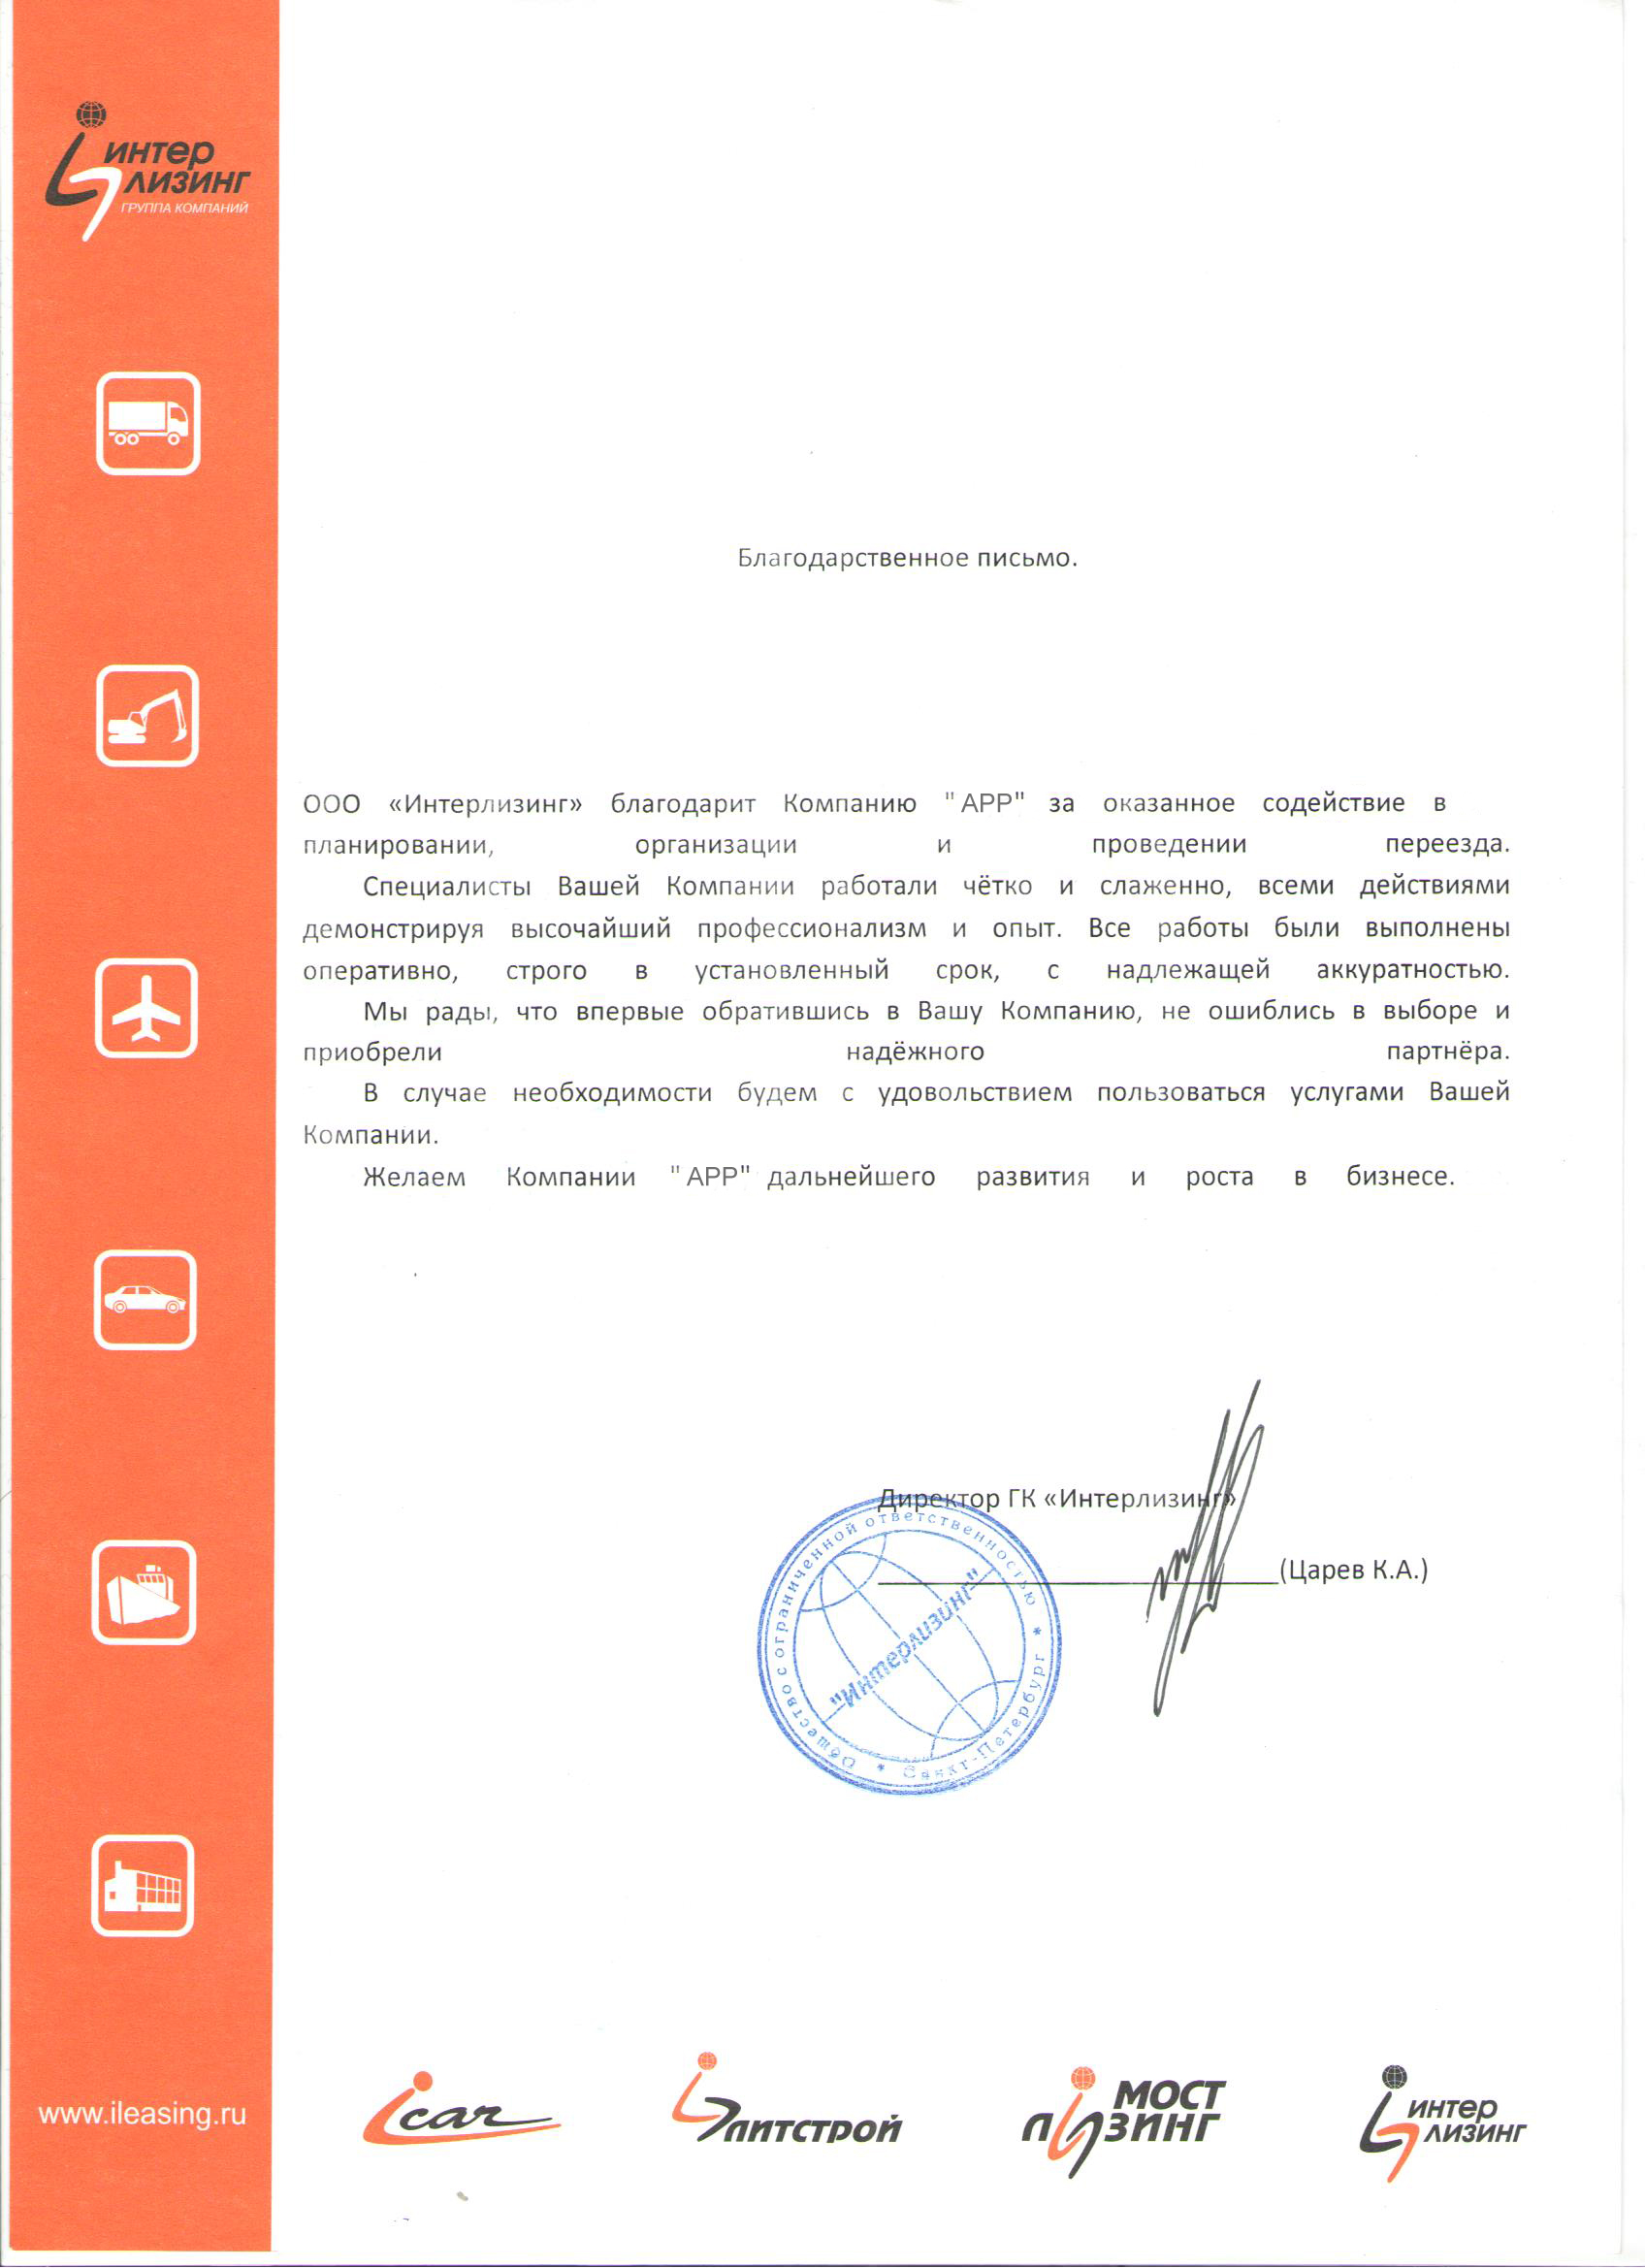 ИНТЕР
ЛИЗИНГ
ГРУППА КОМПАНИЙ
Благодарственное письмо.
ООО «Интерлизинг» благодарит Компанию " АРР" за оказанное содействие в
планировании, организации и проведении переезда.
Специалисты Вашей Компании работали чётко и слаженно, всеми действиями
демонстрируя высочайший профессионализм и опыт. Все работы были выполнены
оперативно, строго в установленный срок, с надлежащей аккуратностью.
Мы рады, что впервые обратившись в Вашу Компанию, не ошиблись в выборе и
приобрели надёжного партнёра.
В случае необходимости будем с удовольствием пользоваться услугами Вашей
Компании.
Желаем Компании " АРР" дальнейшего развития и роста в бизнесе.
Директор ГК «Интерлизинг»
(Царев К.А.)
Общество с ограниченной ответственностью * Санкт-Петербург *
"Интерлизинг"
www.ileasing.ru
icar
Элитстрой
МОСТ
ЛИЗИНГ
ИНТЕР
ЛИЗИНГ